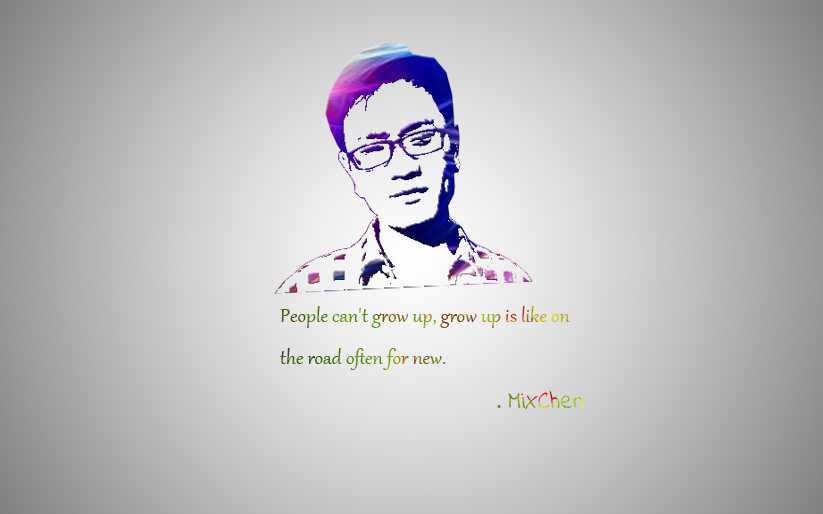 People can't grow up, grow up is like on
the road often for new.
. MixChen